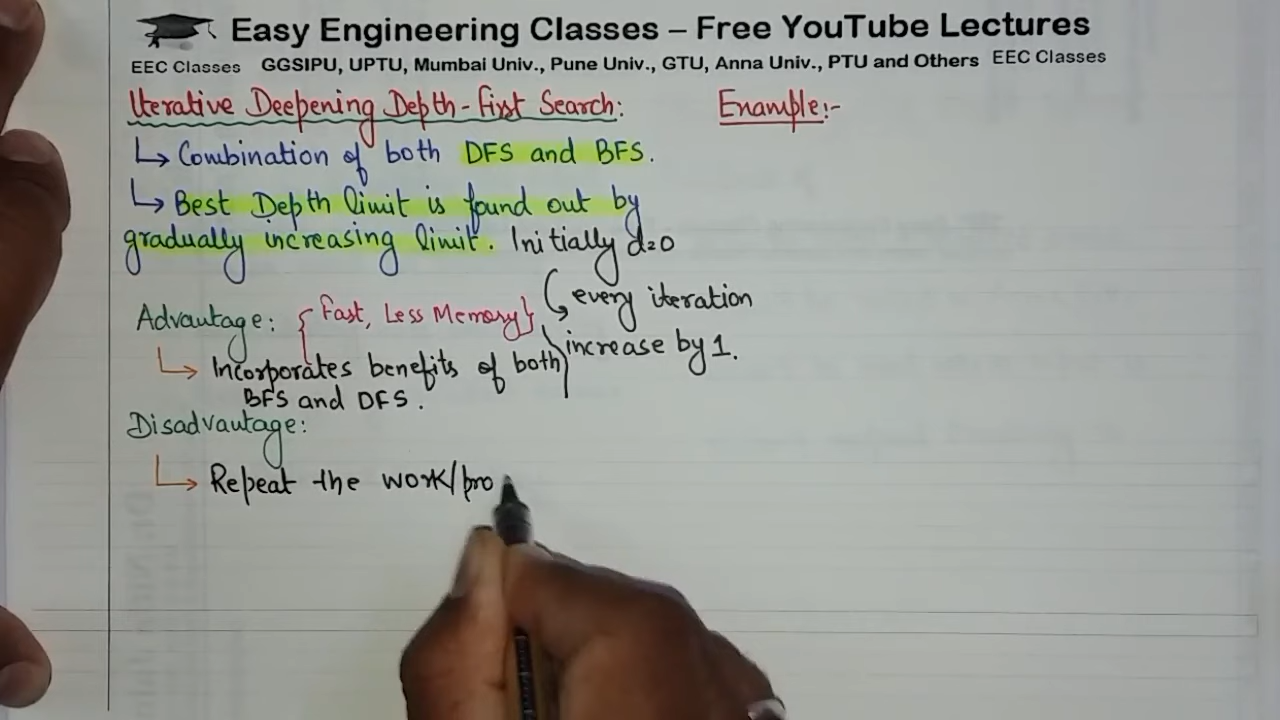 Easy Engineering Classes – Free YouTube Lectures
EEC Classes GGSIPU, UPTU, Mumbai Univ., Pune Univ., GTU, Anna Univ., PTU and Others EEC Classes
Iterative Deepening Depth-First Search:
↳ Combination of both DFS and BFS.
↳ Best Depth limit is found out by
gradually increasing limit. Initially d=0
every iteration
increase by 1.
Advantage: { Fast, Less Memory }
↳ Incorporates benefits of both
BFS and DFS.
Disadvantage:
↳ Repeat the work/pro
Example:-